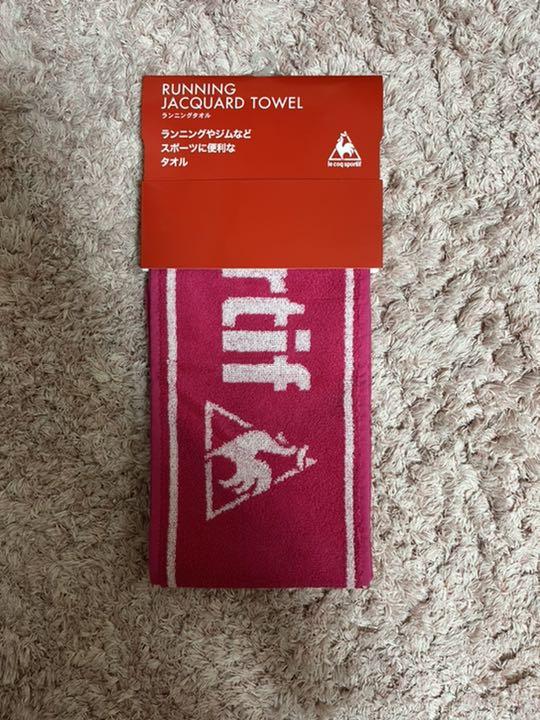 RUNNING
JACQUARD TOWEL
ランニングタオル
ランニングやジムなど
スポーツに便利な
タオル
le coq sportif
rtif